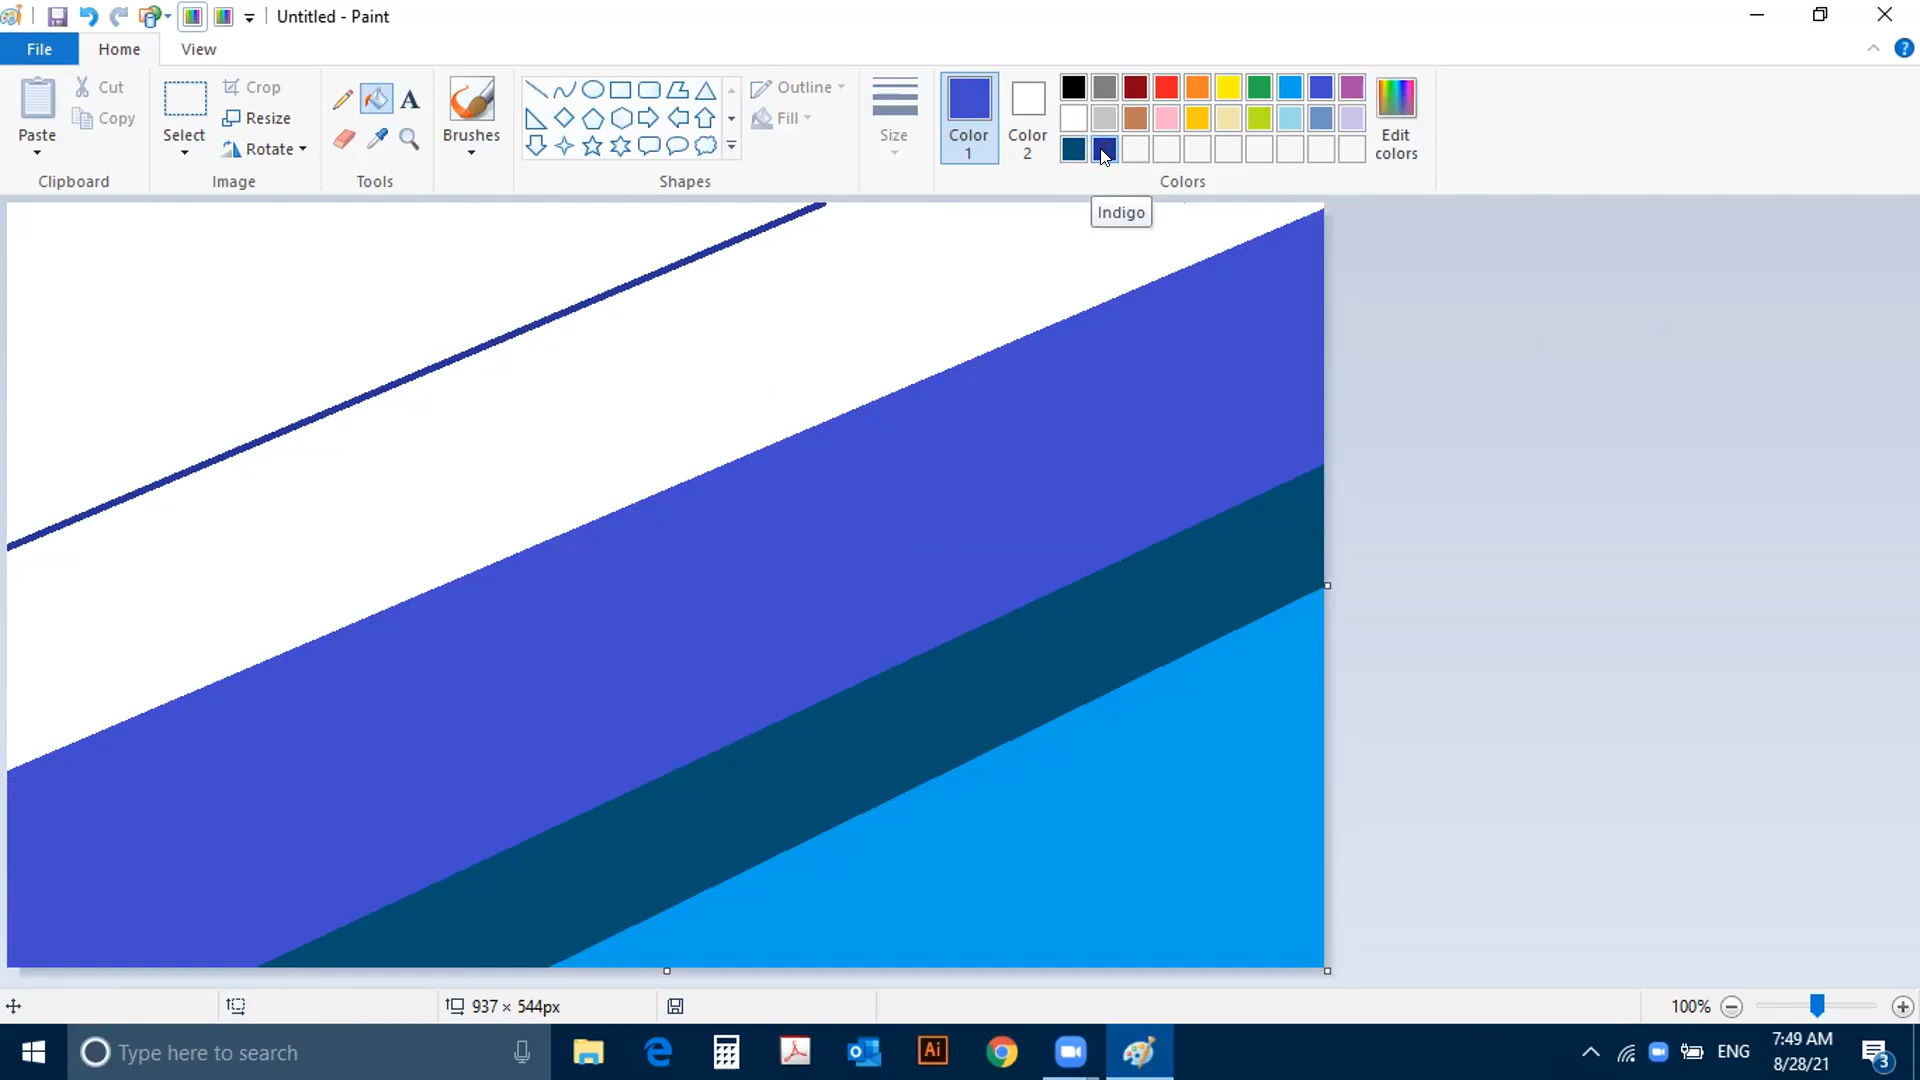 Untitled - Paint
File Home View
Paste
Cut
Copy
Clipboard
Select
Crop
Resize
Rotate
Image
A
Tools
Brushes
Shapes
Outline
Fill
Size
Color 1
Color 2
Edit colors
Colors
Indigo
937 × 544px
100%
Type here to search
Ai
ENG
7:49 AM
8/28/21
3